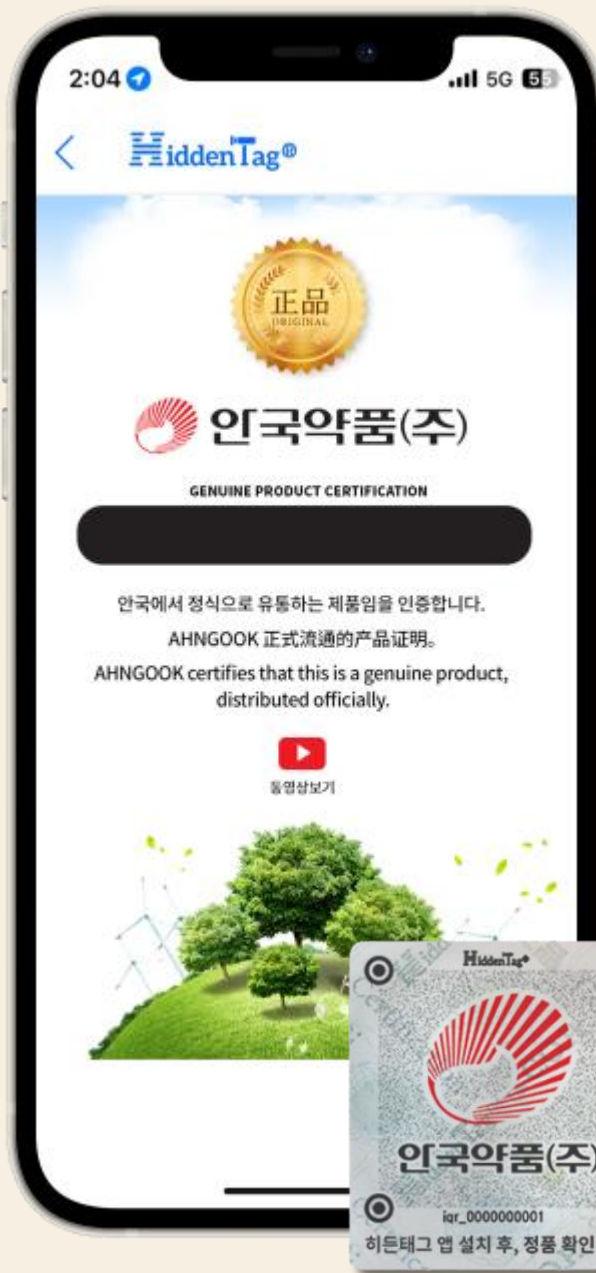 2:04
5G 55
HiddenTag®
正品
ORIGINAL
안국약품(주)
GENUINE PRODUCT CERTIFICATION
안국에서 정식으로 유통하는 제품임을 인증합니다.
AHNGOOK 正式流通的产品证明。
AHNGOOK certifies that this is a genuine product,
distributed officially.
동영상보기
HiddenTag®
안국약품(주)
iqr_0000000001
히든태그 앱 설치 후, 정품 확인